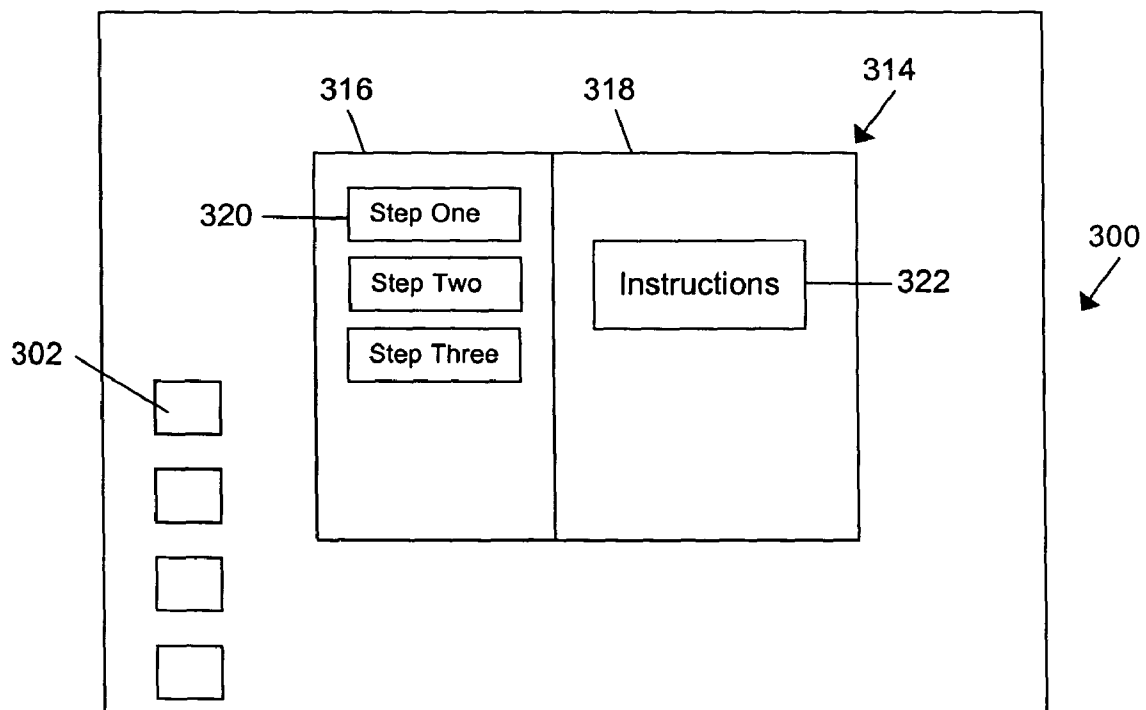 314
316
318
320
Step One
300
Step Two
Instructions
322
Step Three
302